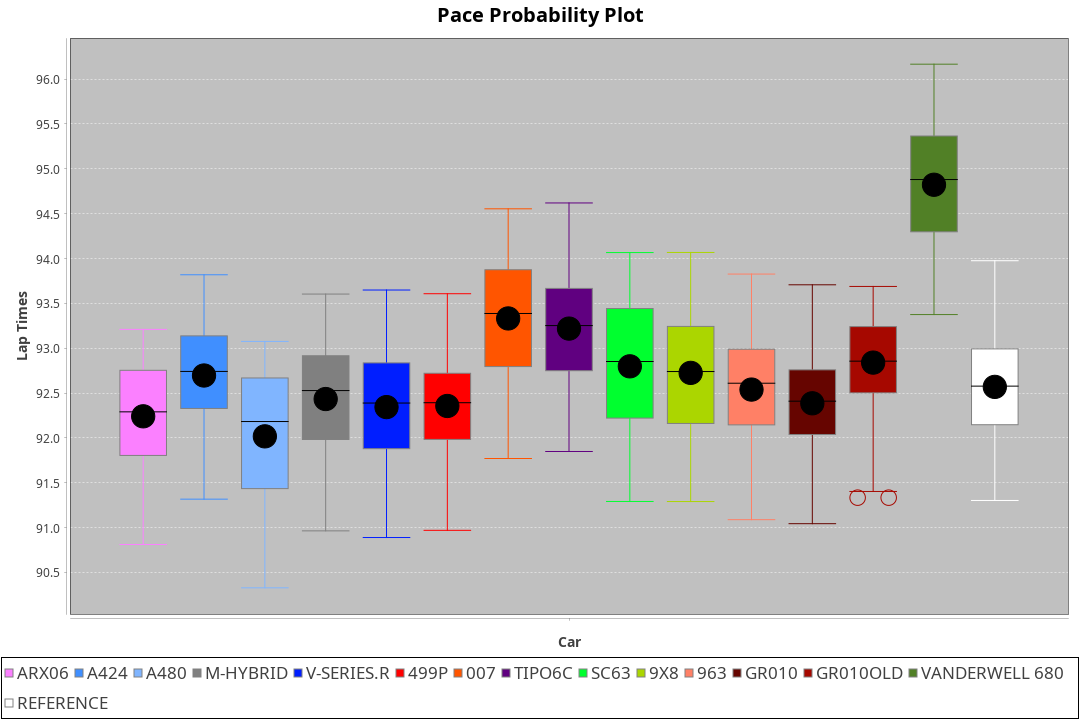 Pace Probability Plot
96.0
95.5
95.0
94.5
94.0
93.5
93.0
92.5
92.0
91.5
91.0
90.5
Lap Times
Car
ARX06 A424 A480 M-HYBRID V-SERIES.R 499P 007 TIPO6C SC63 9X8 963 GR010 GR010OLD VANDERWELL 680
REFERENCE